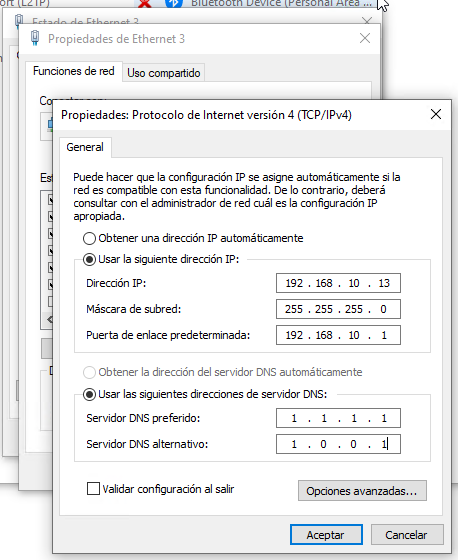 ort (L2TP)
Bluetooth Device (Personal Area ...
Estado de Ethernet 3
Propiedades de Ethernet 3
Funciones de red
Uso compartido
Propiedades: Protocolo de Internet versión 4 (TCP/IPv4)
General
Puede hacer que la configuración IP se asigne automáticamente si la
red es compatible con esta funcionalidad. De lo contrario, deberá
consultar con el administrador de red cuál es la configuración IP
apropiada.
Obtener una dirección IP automáticamente
Usar la siguiente dirección IP:
Dirección IP: 192 . 168 . 10 . 13
Máscara de subred: 255 . 255 . 255 . 0
Puerta de enlace predeterminada: 192 . 168 . 10 . 1
Obtener la dirección del servidor DNS automáticamente
Usar las siguientes direcciones de servidor DNS:
Servidor DNS preferido: 1 . 1 . 1 . 1
Servidor DNS alternativo: 1 . 0 . 0 . 1
Validar configuración al salir
Opciones avanzadas...
Aceptar
Cancelar